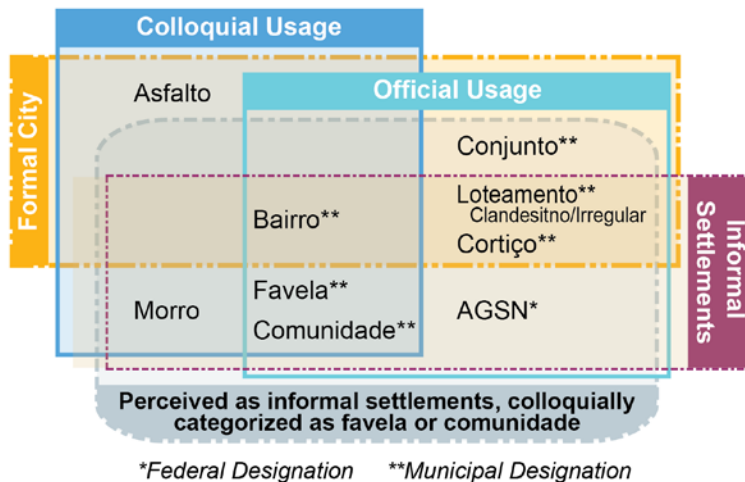 Colloquial Usage
Asfalto
Official Usage
Formal City
Conjunto**
Loteamento**
Clandesitno/Irregular
Bairro**
Cortiço**
Informal
Settlements
Favela**
Morro
AGSN*
Comunidade**
Perceived as informal settlements, colloquially
categorized as favela or comunidade
*Federal Designation **Municipal Designation